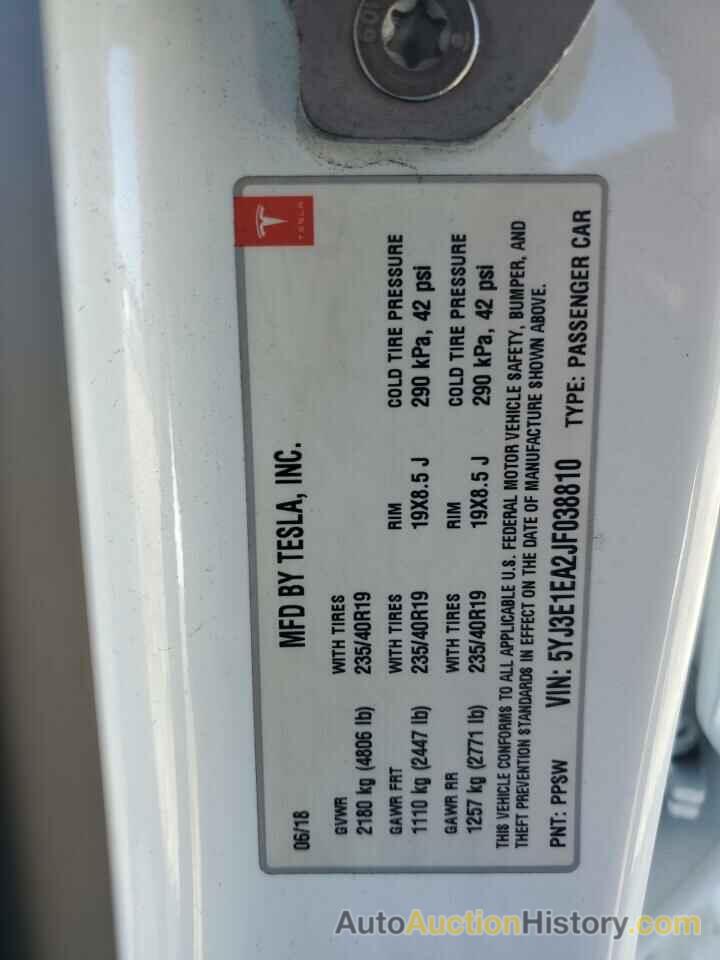 TESLA
06/18 MFD BY TESLA, INC.
GVWR WITH TIRES
2180 kg (4806 lb) 235/40R19
GAWR FRT WITH TIRES RIM COLD TIRE PRESSURE
1110 kg (2447 lb) 235/40R19 19X8.5 J 290 kPa, 42 psi
GAWR RR WITH TIRES RIM COLD TIRE PRESSURE
1257 kg (2771 lb) 235/40R19 19X8.5 J 290 kPa, 42 psi
THIS VEHICLE CONFORMS TO ALL APPLICABLE U.S. FEDERAL MOTOR VEHICLE SAFETY, BUMPER, AND
THEFT PREVENTION STANDARDS IN EFFECT ON THE DATE OF MANUFACTURE SHOWN ABOVE.
PNT: PPSW VIN: 5YJ3E1EA2JF038810 TYPE: PASSENGER CAR
AutoAuctionHistory.com